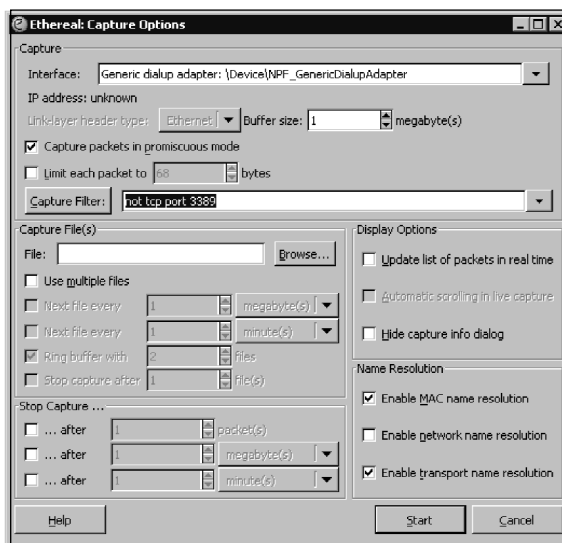 Ethereal: Capture Options
Capture
Interface: Generic dialup adapter: \Device\NPF_GenericDialupAdapter
IP address: unknown
Link-layer header type: Ethernet Buffer size: 1 megabyte(s)
Capture packets in promiscuous mode
Limit each packet to 68 bytes
Capture Filter: not tcp port 3389
Capture File(s)
File: Browse...
Use multiple files
Next file every 1 megabyte(s)
Next file every 1 minute(s)
Ring buffer with 2 files
Stop capture after 1 file(s)
Stop Capture ...
... after 1 packet(s)
... after 1 megabyte(s)
... after 1 minute(s)
Display Options
Update list of packets in real time
Automatic scrolling in live capture
Hide capture info dialog
Name Resolution
Enable MAC name resolution
Enable network name resolution
Enable transport name resolution
Help Start Cancel